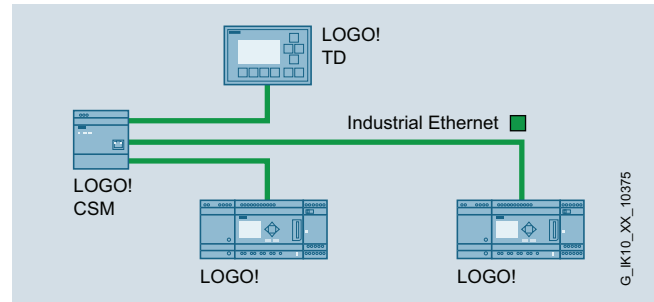 LOGO!
TD
Industrial Ethernet
LOGO!
CSM
LOGO!
LOGO!
G_IK10_XX_10375